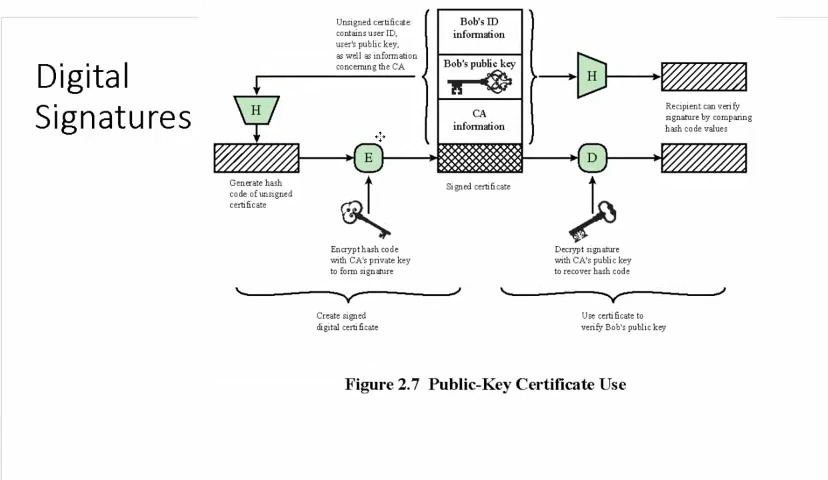 Digital
Signatures
Unsigned certificate
contains user ID,
user's public key,
as well as information
concerning the CA
Bob's ID
information
Bob's public key
CA
information
H
H
Recipient can verify
signature by comparing
hash code values
E
D
Generate hash
code of unsigned
certificate
Signed certificate
Encrypt hash code
with CA's private key
to form signature
Decrypt signature
with CA's public key
to recover hash code
Create signed
digital certificate
Use certificate to
verify Bob's public key
Figure 2.7 Public-Key Certificate Use